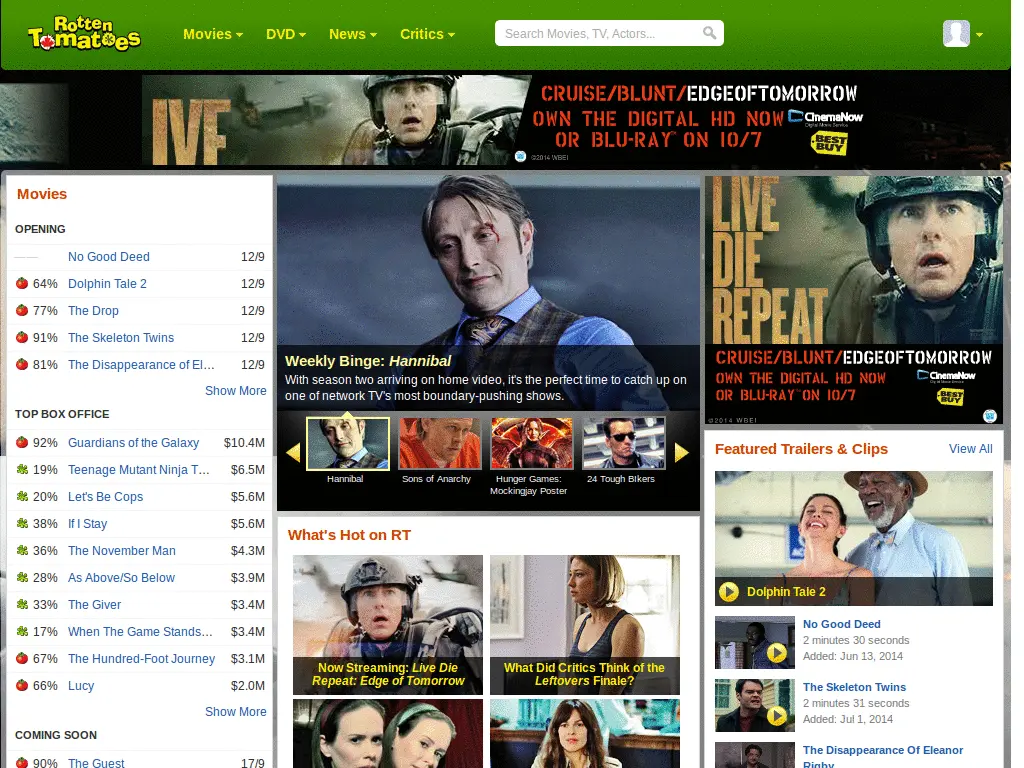 Rotten
Tomatoes
Movies
DVD
News
Critics
Search Movies, TV, Actors...
LIVE
CRUISE/BLUNT/EDGEOFTOMORROW
OWN THE DIGITAL HD NOW CinemaNow
Digital Movie Service
OR BLU-RAY™ ON 10/7 BEST BUY
©2014 WBEI
Movies
OPENING
No Good Deed 12/9
64% Dolphin Tale 2 12/9
77% The Drop 12/9
91% The Skeleton Twins 12/9
81% The Disappearance of El... 12/9
Show More
TOP BOX OFFICE
92% Guardians of the Galaxy $10.4M
19% Teenage Mutant Ninja T... $6.5M
20% Let's Be Cops $5.6M
38% If I Stay $5.6M
36% The November Man $4.3M
28% As Above/So Below $3.9M
33% The Giver $3.4M
17% When The Game Stands... $3.4M
67% The Hundred-Foot Journey $3.1M
66% Lucy $2.0M
Show More
COMING SOON
90% The Guest 17/9
Weekly Binge: Hannibal
With season two arriving on home video, it's the perfect time to catch up on
one of network TV's most boundary-pushing shows.
Hannibal
Sons of Anarchy
Hunger Games:
Mockingjay Poster
24 Tough BIkers
What's Hot on RT
Now Streaming: Live Die
Repeat: Edge of Tomorrow
What Did Critics Think of the
Leftovers Finale?
LIVE
DIE
REPEAT
CRUISE/BLUNT/EDGEOFTOMORROW
OWN THE DIGITAL HD NOW CinemaNow
Digital Movie Service
OR BLU-RAY™ ON 10/7 BEST BUY
©2014 WBEI
Featured Trailers & Clips
View All
Dolphin Tale 2
No Good Deed
2 minutes 30 seconds
Added: Jun 13, 2014
The Skeleton Twins
2 minutes 31 seconds
Added: Jul 1, 2014
The Disappearance Of Eleanor
Rigby